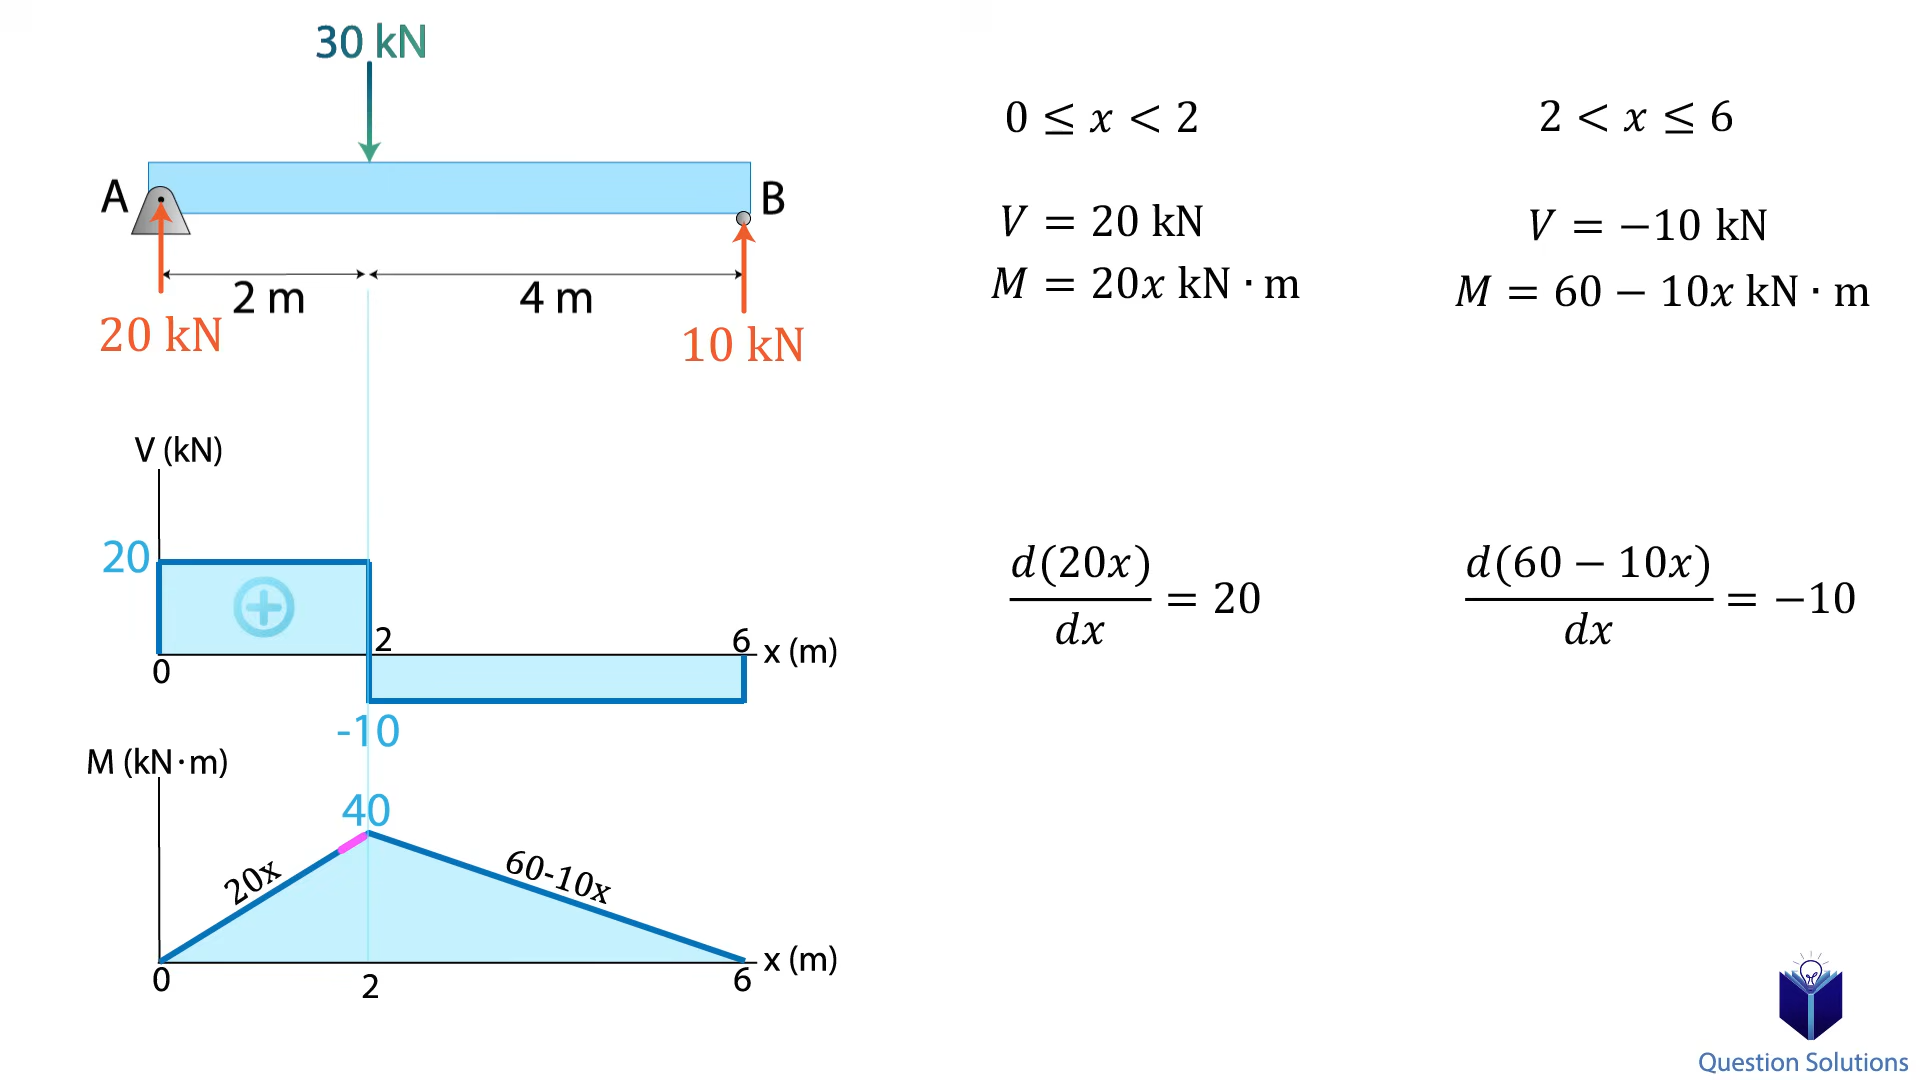 30 kN
A
B
2 m
4 m
20 kN
10 kN
0 ≤ x < 2
V = 20 kN
M = 20x kN · m
2 < x ≤ 6
V = −10 kN
M = 60 − 10x kN · m
V (kN)
20
0
2
6
x (m)
-10
d(20x)
dx
= 20
d(60 − 10x)
dx
= −10
M (kN·m)
40
20x
60-10x
0
2
6
x (m)
Question Solutions